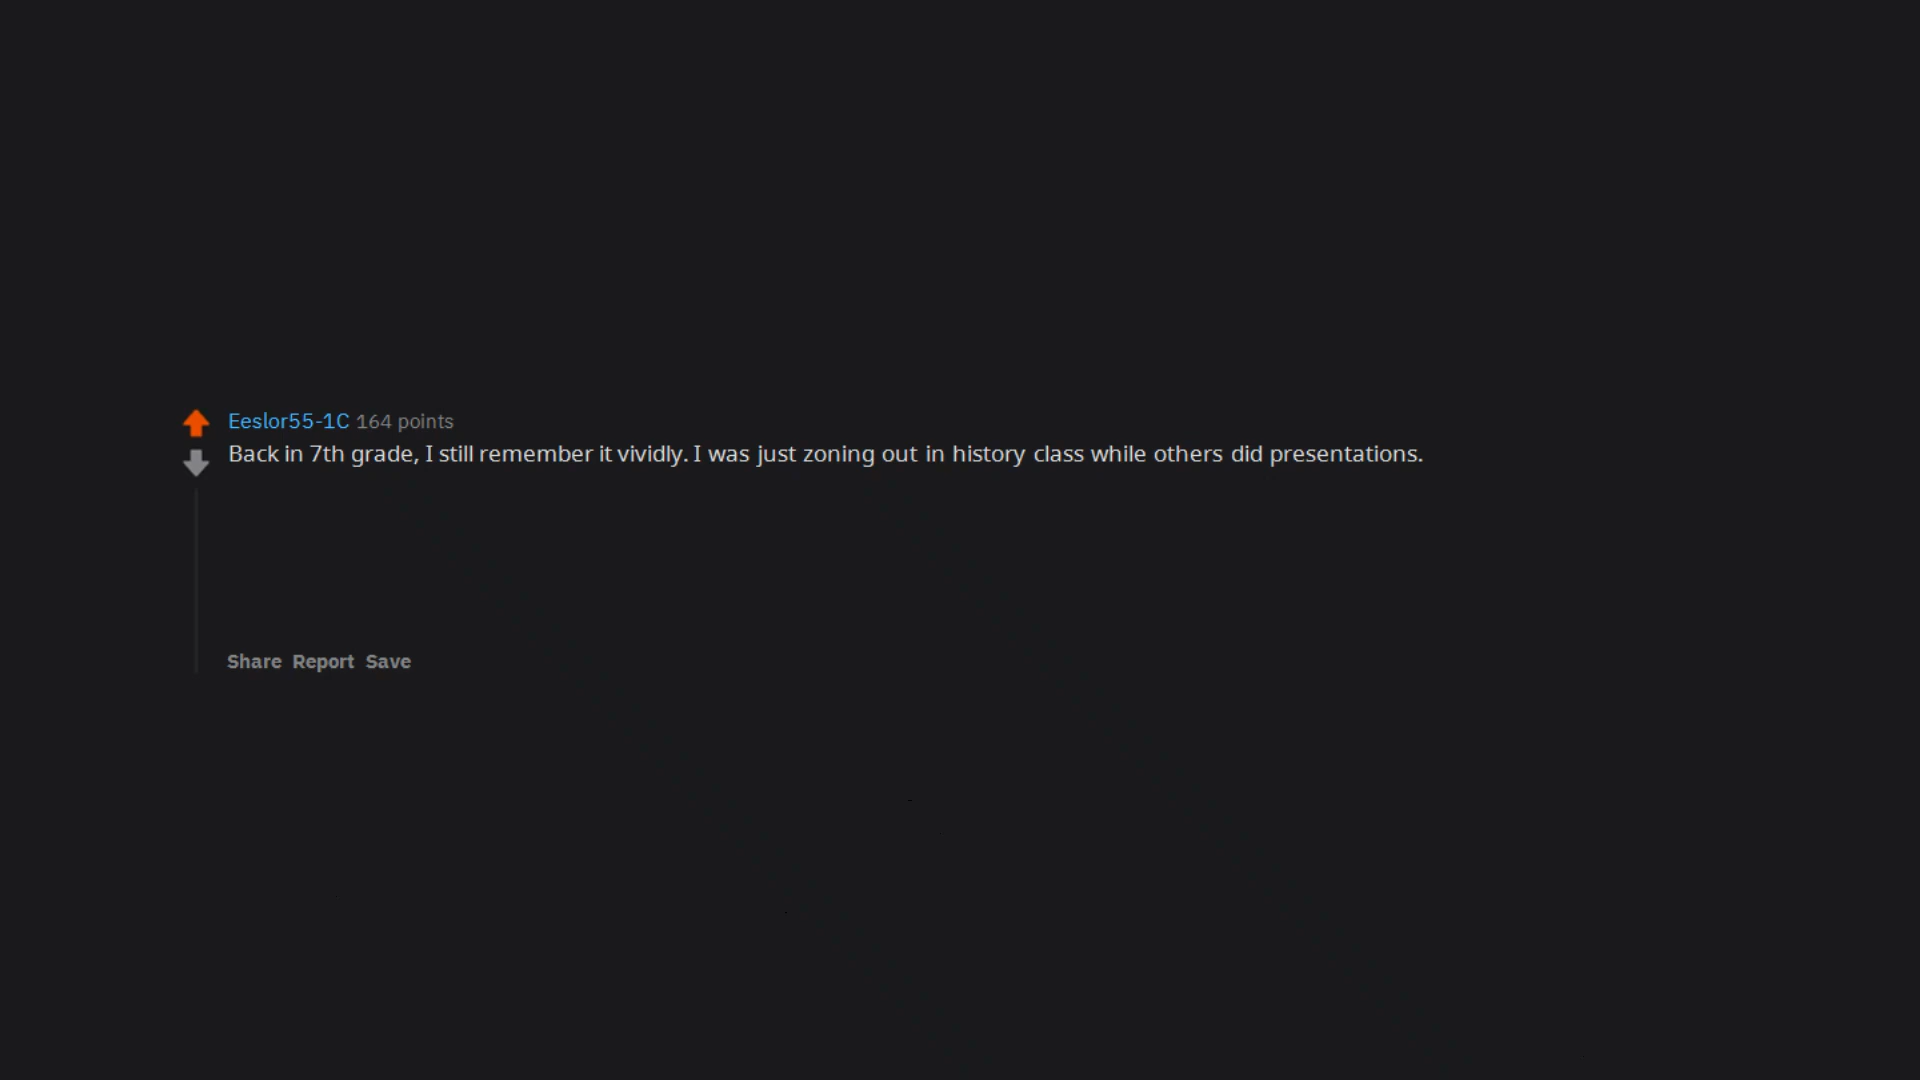 Eeslor55-1C 164 points
Back in 7th grade, I still remember it vividly. I was just zoning out in history class while others did presentations.
Share Report Save